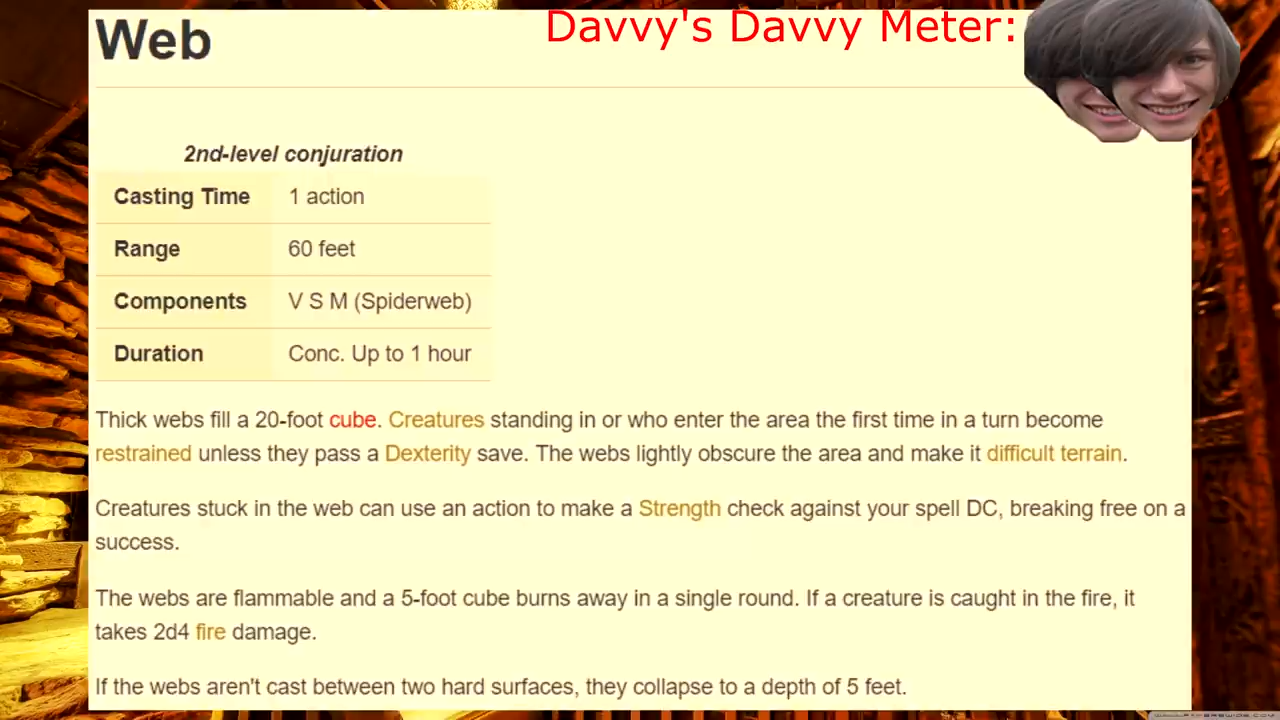 Web
Davvy's Davvy Meter:
2nd-level conjuration
Casting Time 1 action
Range 60 feet
Components V S M (Spiderweb)
Duration Conc. Up to 1 hour
Thick webs fill a 20-foot cube. Creatures standing in or who enter the area the first time in a turn become
restrained unless they pass a Dexterity save. The webs lightly obscure the area and make it difficult terrain.
Creatures stuck in the web can use an action to make a Strength check against your spell DC, breaking free on a
success.
The webs are flammable and a 5-foot cube burns away in a single round. If a creature is caught in the fire, it
takes 2d4 fire damage.
If the webs aren't cast between two hard surfaces, they collapse to a depth of 5 feet.